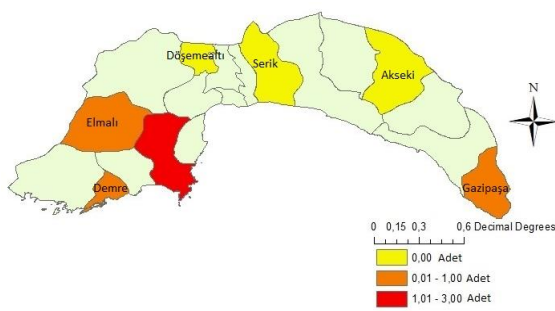 Döşemealtı
Serik
Akseki
Elmalı
Demre
Gazipaşa
N
0 0,15 0,3 0,6 Decimal Degrees
0,00 Adet
0,01 - 1,00 Adet
1,01 - 3,00 Adet